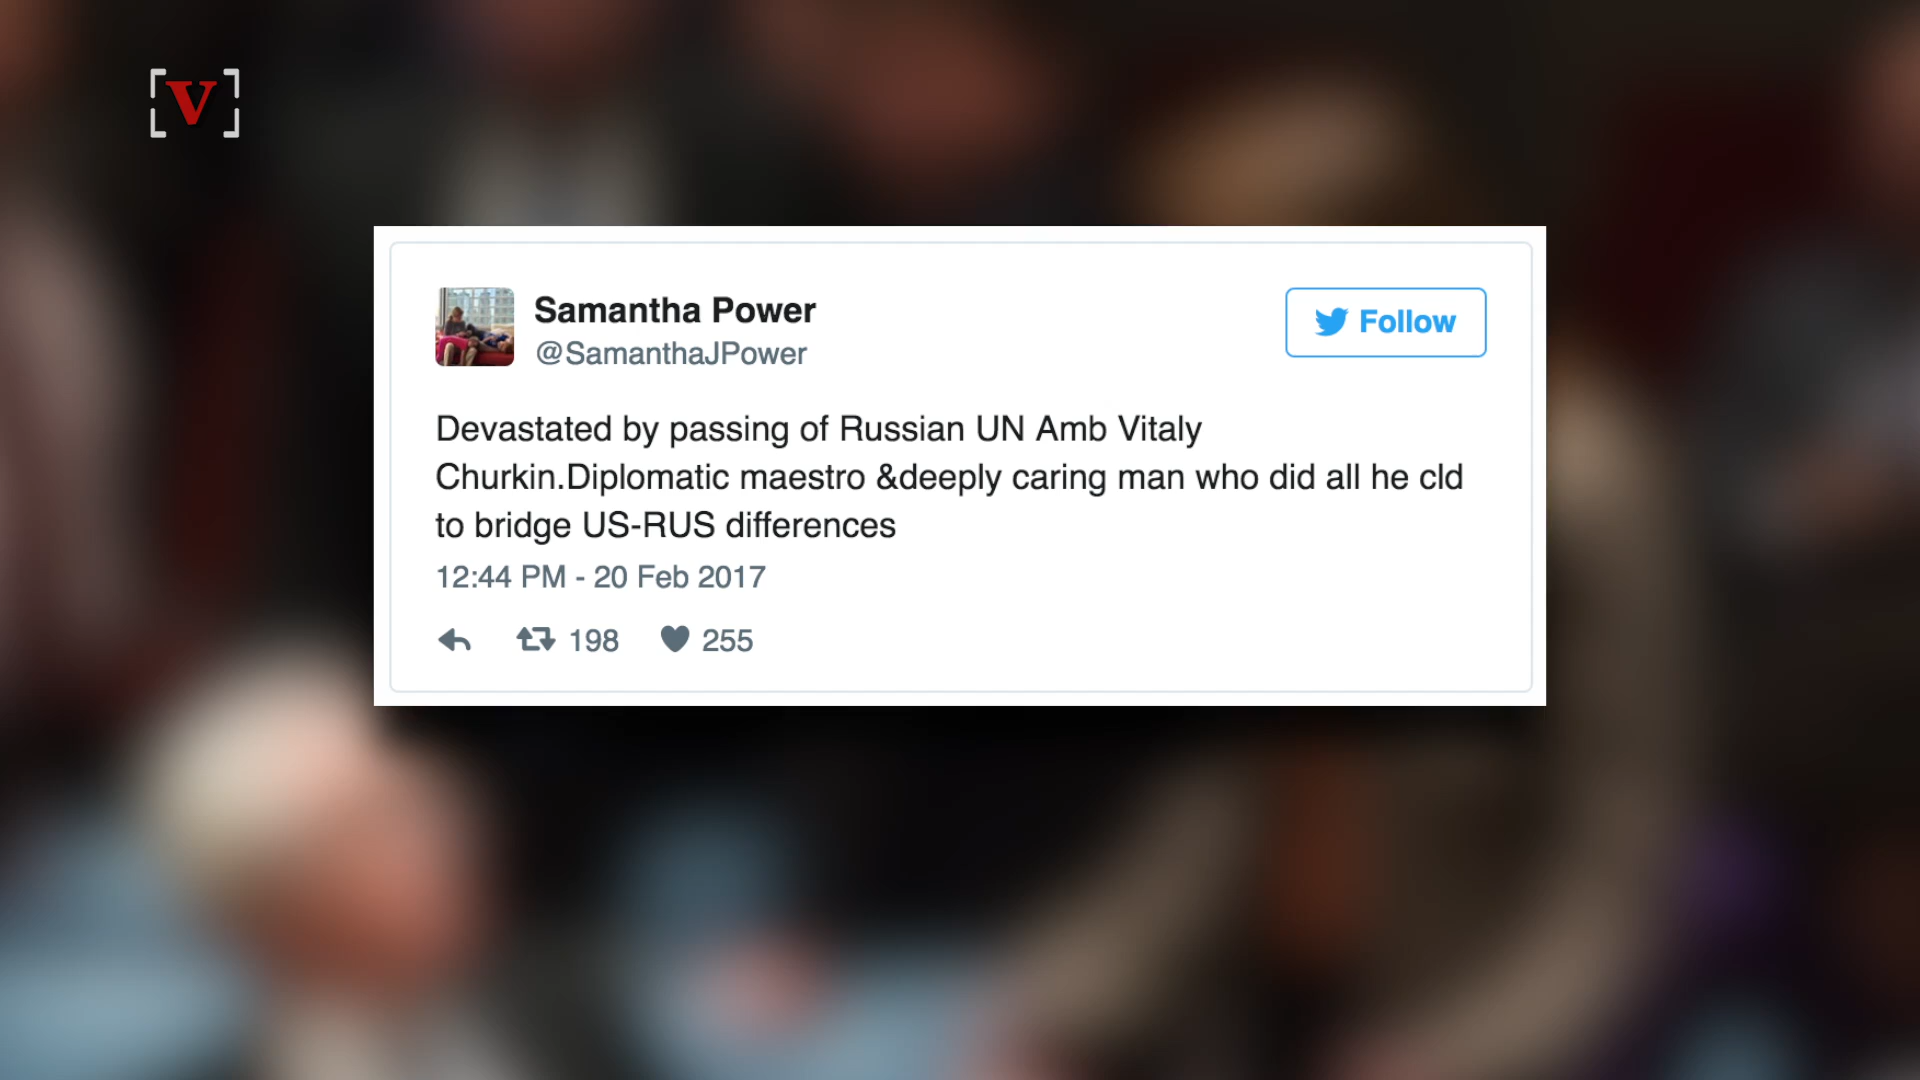 V
Samantha Power
@SamanthaJPower
Follow
Devastated by passing of Russian UN Amb Vitaly
Churkin.Diplomatic maestro &deeply caring man who did all he cld
to bridge US-RUS differences
12:44 PM - 20 Feb 2017
198 255